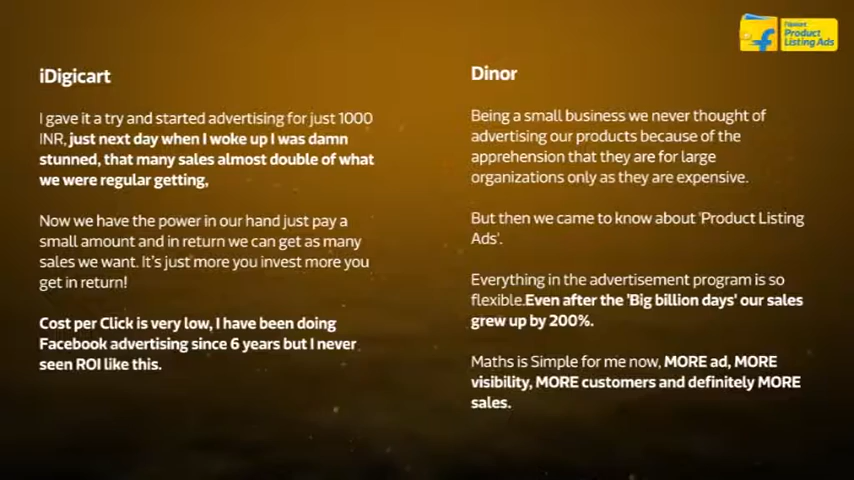 Flipkart
Product
Listing Ads
iDigicart
I gave it a try and started advertising for just 1000
INR, just next day when I woke up I was damn
stunned, that many sales almost double of what
we were regular getting,
Now we have the power in our hand just pay a
small amount and in return we can get as many
sales we want. It's just more you invest more you
get in return!
Cost per Click is very low, I have been doing
Facebook advertising since 6 years but I never
seen ROI like this.
Dinor
Being a small business we never thought of
advertising our products because of the
apprehension that they are for large
organizations only as they are expensive.
But then we came to know about 'Product Listing
Ads'.
Everything in the advertisement program is so
flexible.Even after the 'Big billion days' our sales
grew up by 200%.
Maths is Simple for me now, MORE ad, MORE
visibility, MORE customers and definitely MORE
sales.